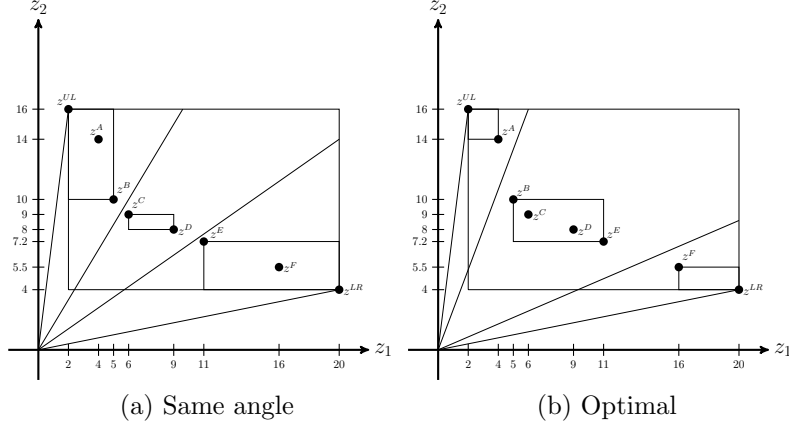 z₂
z^{UL}
16
z^A
14
z^B
10
z^C
9
z^D
8
z^E
7.2
z^F
5.5
4
z^{LR}
z₁
2 4 5 6 9 11 16 20
(a) Same angle
z₂
z^{UL}
16
z^A
14
z^B
10
z^C
9
z^D
8
z^E
7.2
z^F
5.5
4
z^{LR}
z₁
2 4 5 6 9 11 16 20
(b) Optimal